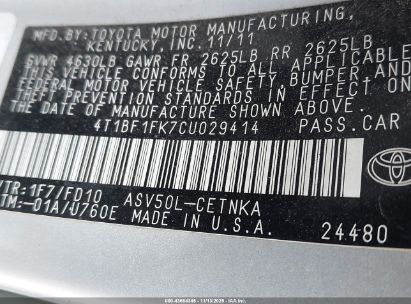 MFD.BY:TOYOTA MOTOR MANUFACTURING,
KENTUCKY,INC.11/11
GVWR 4630LB GAWR FR 2625LB RR 2625LB
THIS VEHICLE CONFORMS TO ALL APPLICABLE
FEDERAL MOTOR VEHICLE SAFETY, BUMPER AND
THEFT PREVENTION STANDARDS IN EFFECT ON
THE DATE OF MANUFACTURE SHOWN ABOVE.
4T1BF1FK7CU029414 PASS.CAR
TOYOTA
/TR:1F7/FD10 ASV50L-CETNKA
TM:-01A/U760E MADE IN U.S.A. 24480